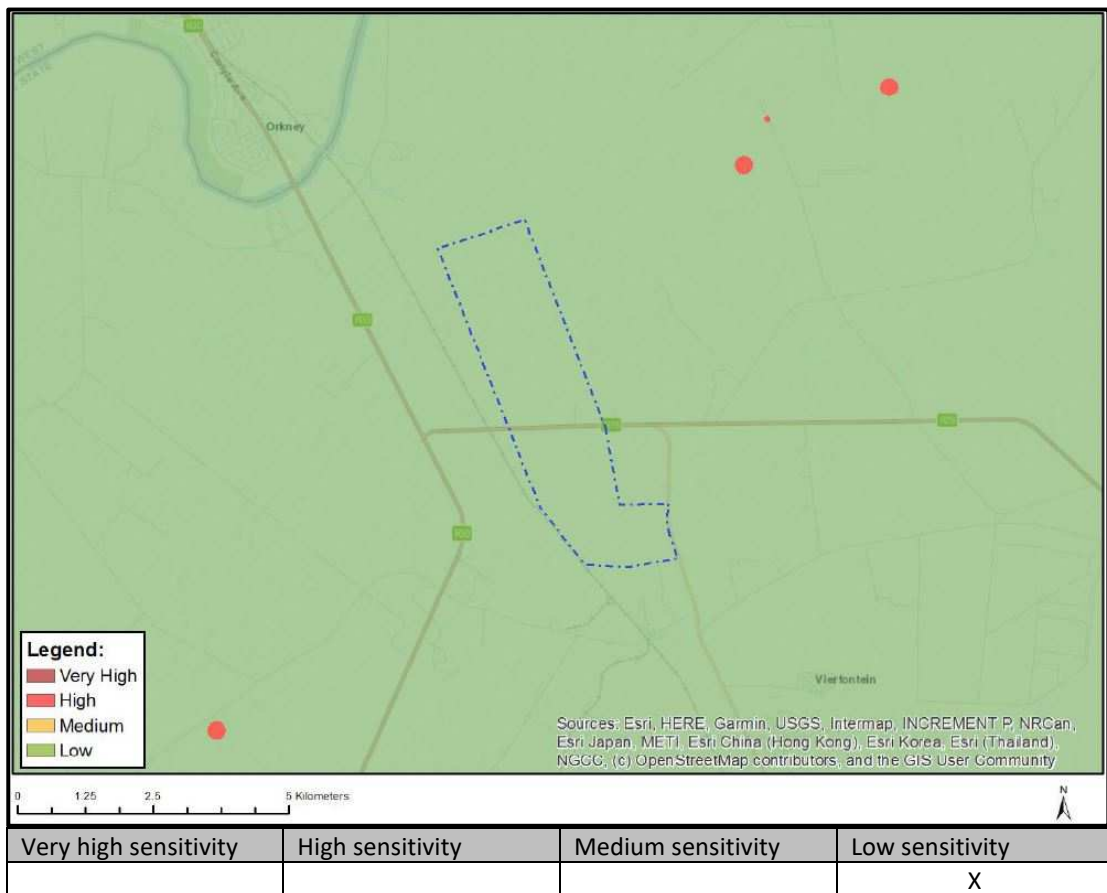 Orkney
Viertontein
Legend:
Very High
High
Medium
Low
Sources: Esri, HERE, Garmin, USGS, Intermap, INCREMENT P, NRCan,
Esri Japan, METI, Esri China (Hong Kong), Esri Korea, Esri (Thailand),
NGCC, (c) OpenStreetMap contributors, and the GIS User Community
0 1.25 2.5 5 Kilometers
N
Very high sensitivity High sensitivity Medium sensitivity Low sensitivity
X